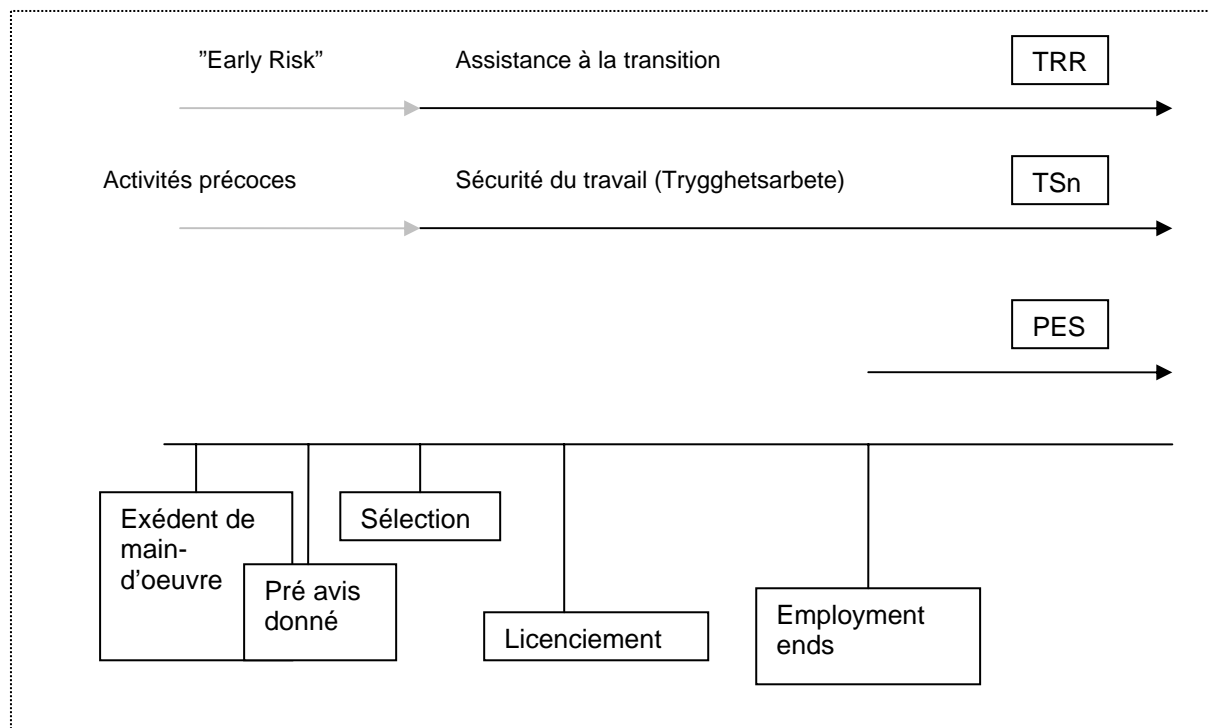 ”Early Risk” Assistance à la transition TRR
Activités précoces Sécurité du travail (Trygghetsarbete) TSn
PES
Exédent de
main-
d’oeuvre
Pré avis
donné
Sélection
Licenciement
Employment
ends